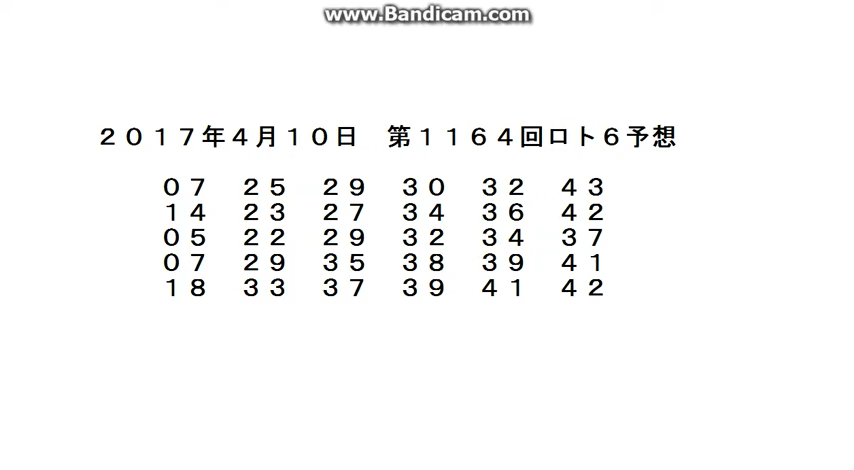 www.Bandicam.com
２０１７年４月１０日　第１１６４回ロト６予想
０７　２５　２９　３０　３２　４３
１４　２３　２７　３４　３６　４２
０５　２２　２９　３２　３４　３７
０７　２９　３５　３８　３９　４１
１８　３３　３７　３９　４１　４２